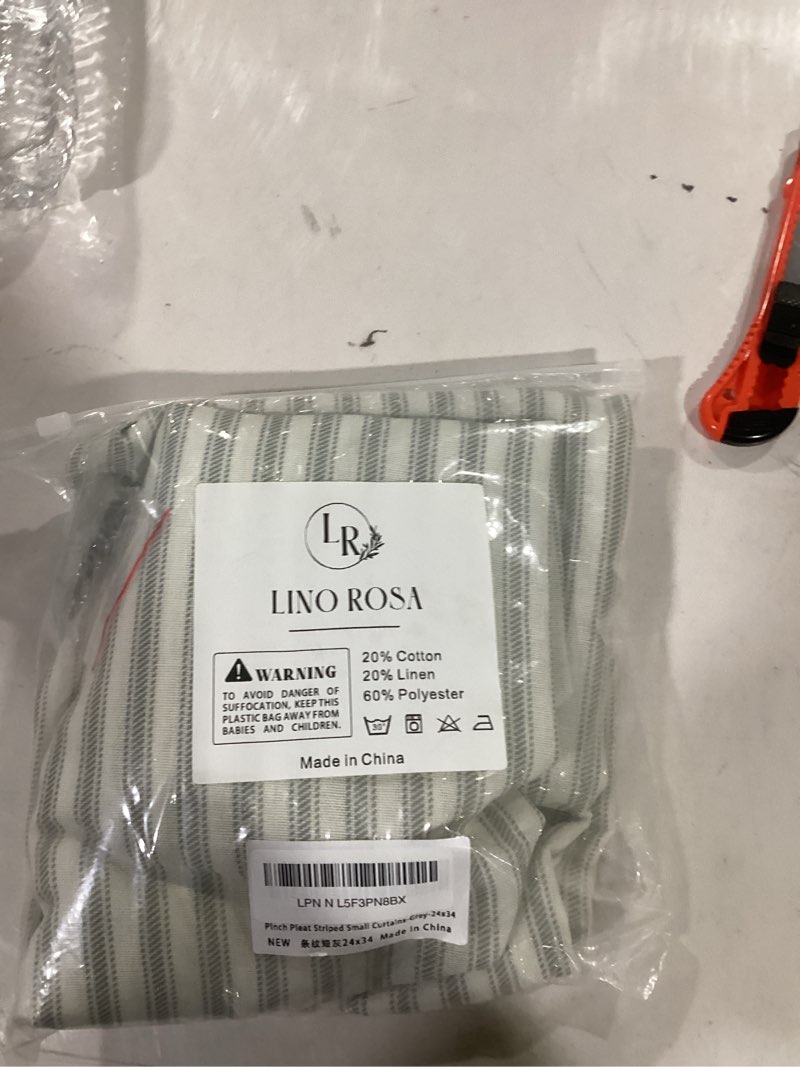 LR
LINO ROSA
WARNING
TO AVOID DANGER OF
SUFFOCATION, KEEP THIS
PLASTIC BAG AWAY FROM
BABIES AND CHILDREN.
20% Cotton
20% Linen
60% Polyester
30°
Made in China
LPN N L5F3PN8BX
Pinch Pleat Striped Small Curtains-Grey-24x34
NEW 条纹短灰24x34 Made in China